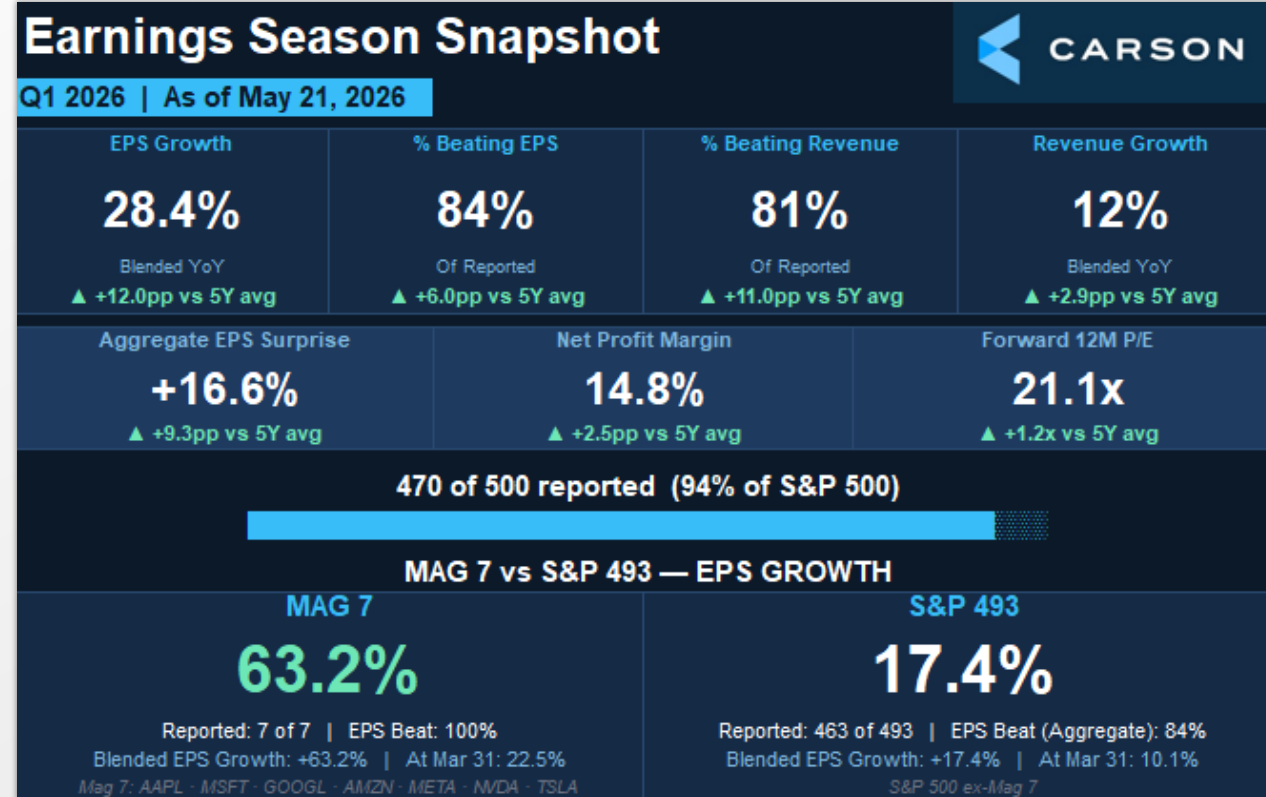 Earnings Season Snapshot
CARSON
Q1 2026 | As of May 21, 2026
EPS Growth
28.4%
Blended YoY
▲ +12.0pp vs 5Y avg
% Beating EPS
84%
Of Reported
▲ +6.0pp vs 5Y avg
% Beating Revenue
81%
Of Reported
▲ +11.0pp vs 5Y avg
Revenue Growth
12%
Blended YoY
▲ +2.9pp vs 5Y avg
Aggregate EPS Surprise
+16.6%
▲ +9.3pp vs 5Y avg
Net Profit Margin
14.8%
▲ +2.5pp vs 5Y avg
Forward 12M P/E
21.1x
▲ +1.2x vs 5Y avg
470 of 500 reported (94% of S&P 500)
MAG 7 vs S&P 493 — EPS GROWTH
MAG 7
63.2%
Reported: 7 of 7 | EPS Beat: 100%
Blended EPS Growth: +63.2% | At Mar 31: 22.5%
Mag 7: AAPL · MSFT · GOOGL · AMZN · META · NVDA · TSLA
S&P 493
17.4%
Reported: 463 of 493 | EPS Beat (Aggregate): 84%
Blended EPS Growth: +17.4% | At Mar 31: 10.1%
S&P 500 ex-Mag 7